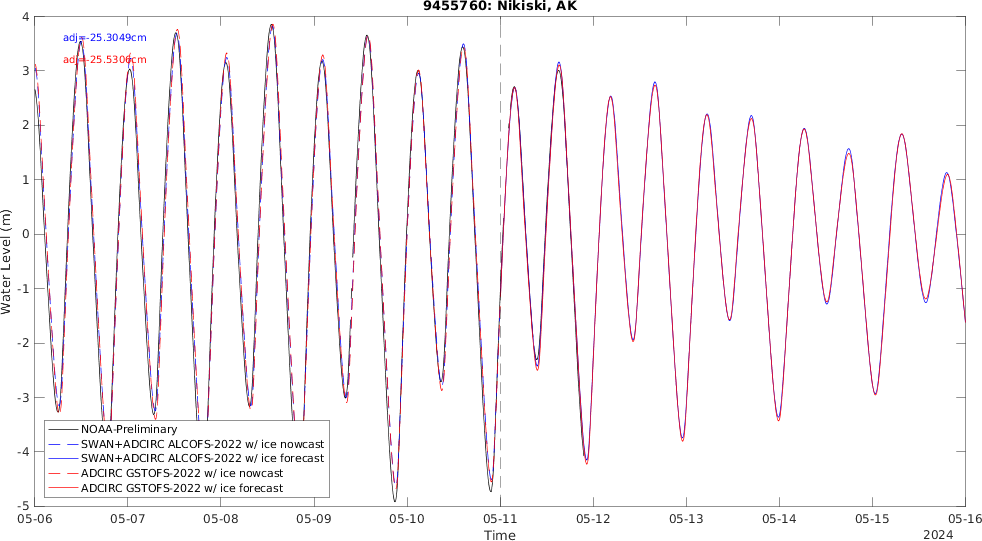 9455760: Nikiski, AK
adj=-25.3049cm
adj=-25.5306cm
Water Level (m)
4
3
2
1
0
-1
-2
-3
-4
-5
NOAA-Preliminary
SWAN+ADCIRC ALCOFS-2022 w/ ice nowcast
SWAN+ADCIRC ALCOFS-2022 w/ ice forecast
ADCIRC GSTOFS-2022 w/ ice nowcast
ADCIRC GSTOFS-2022 w/ ice forecast
05-06 05-07 05-08 05-09 05-10 05-11 05-12 05-13 05-14 05-15 05-16
Time
2024